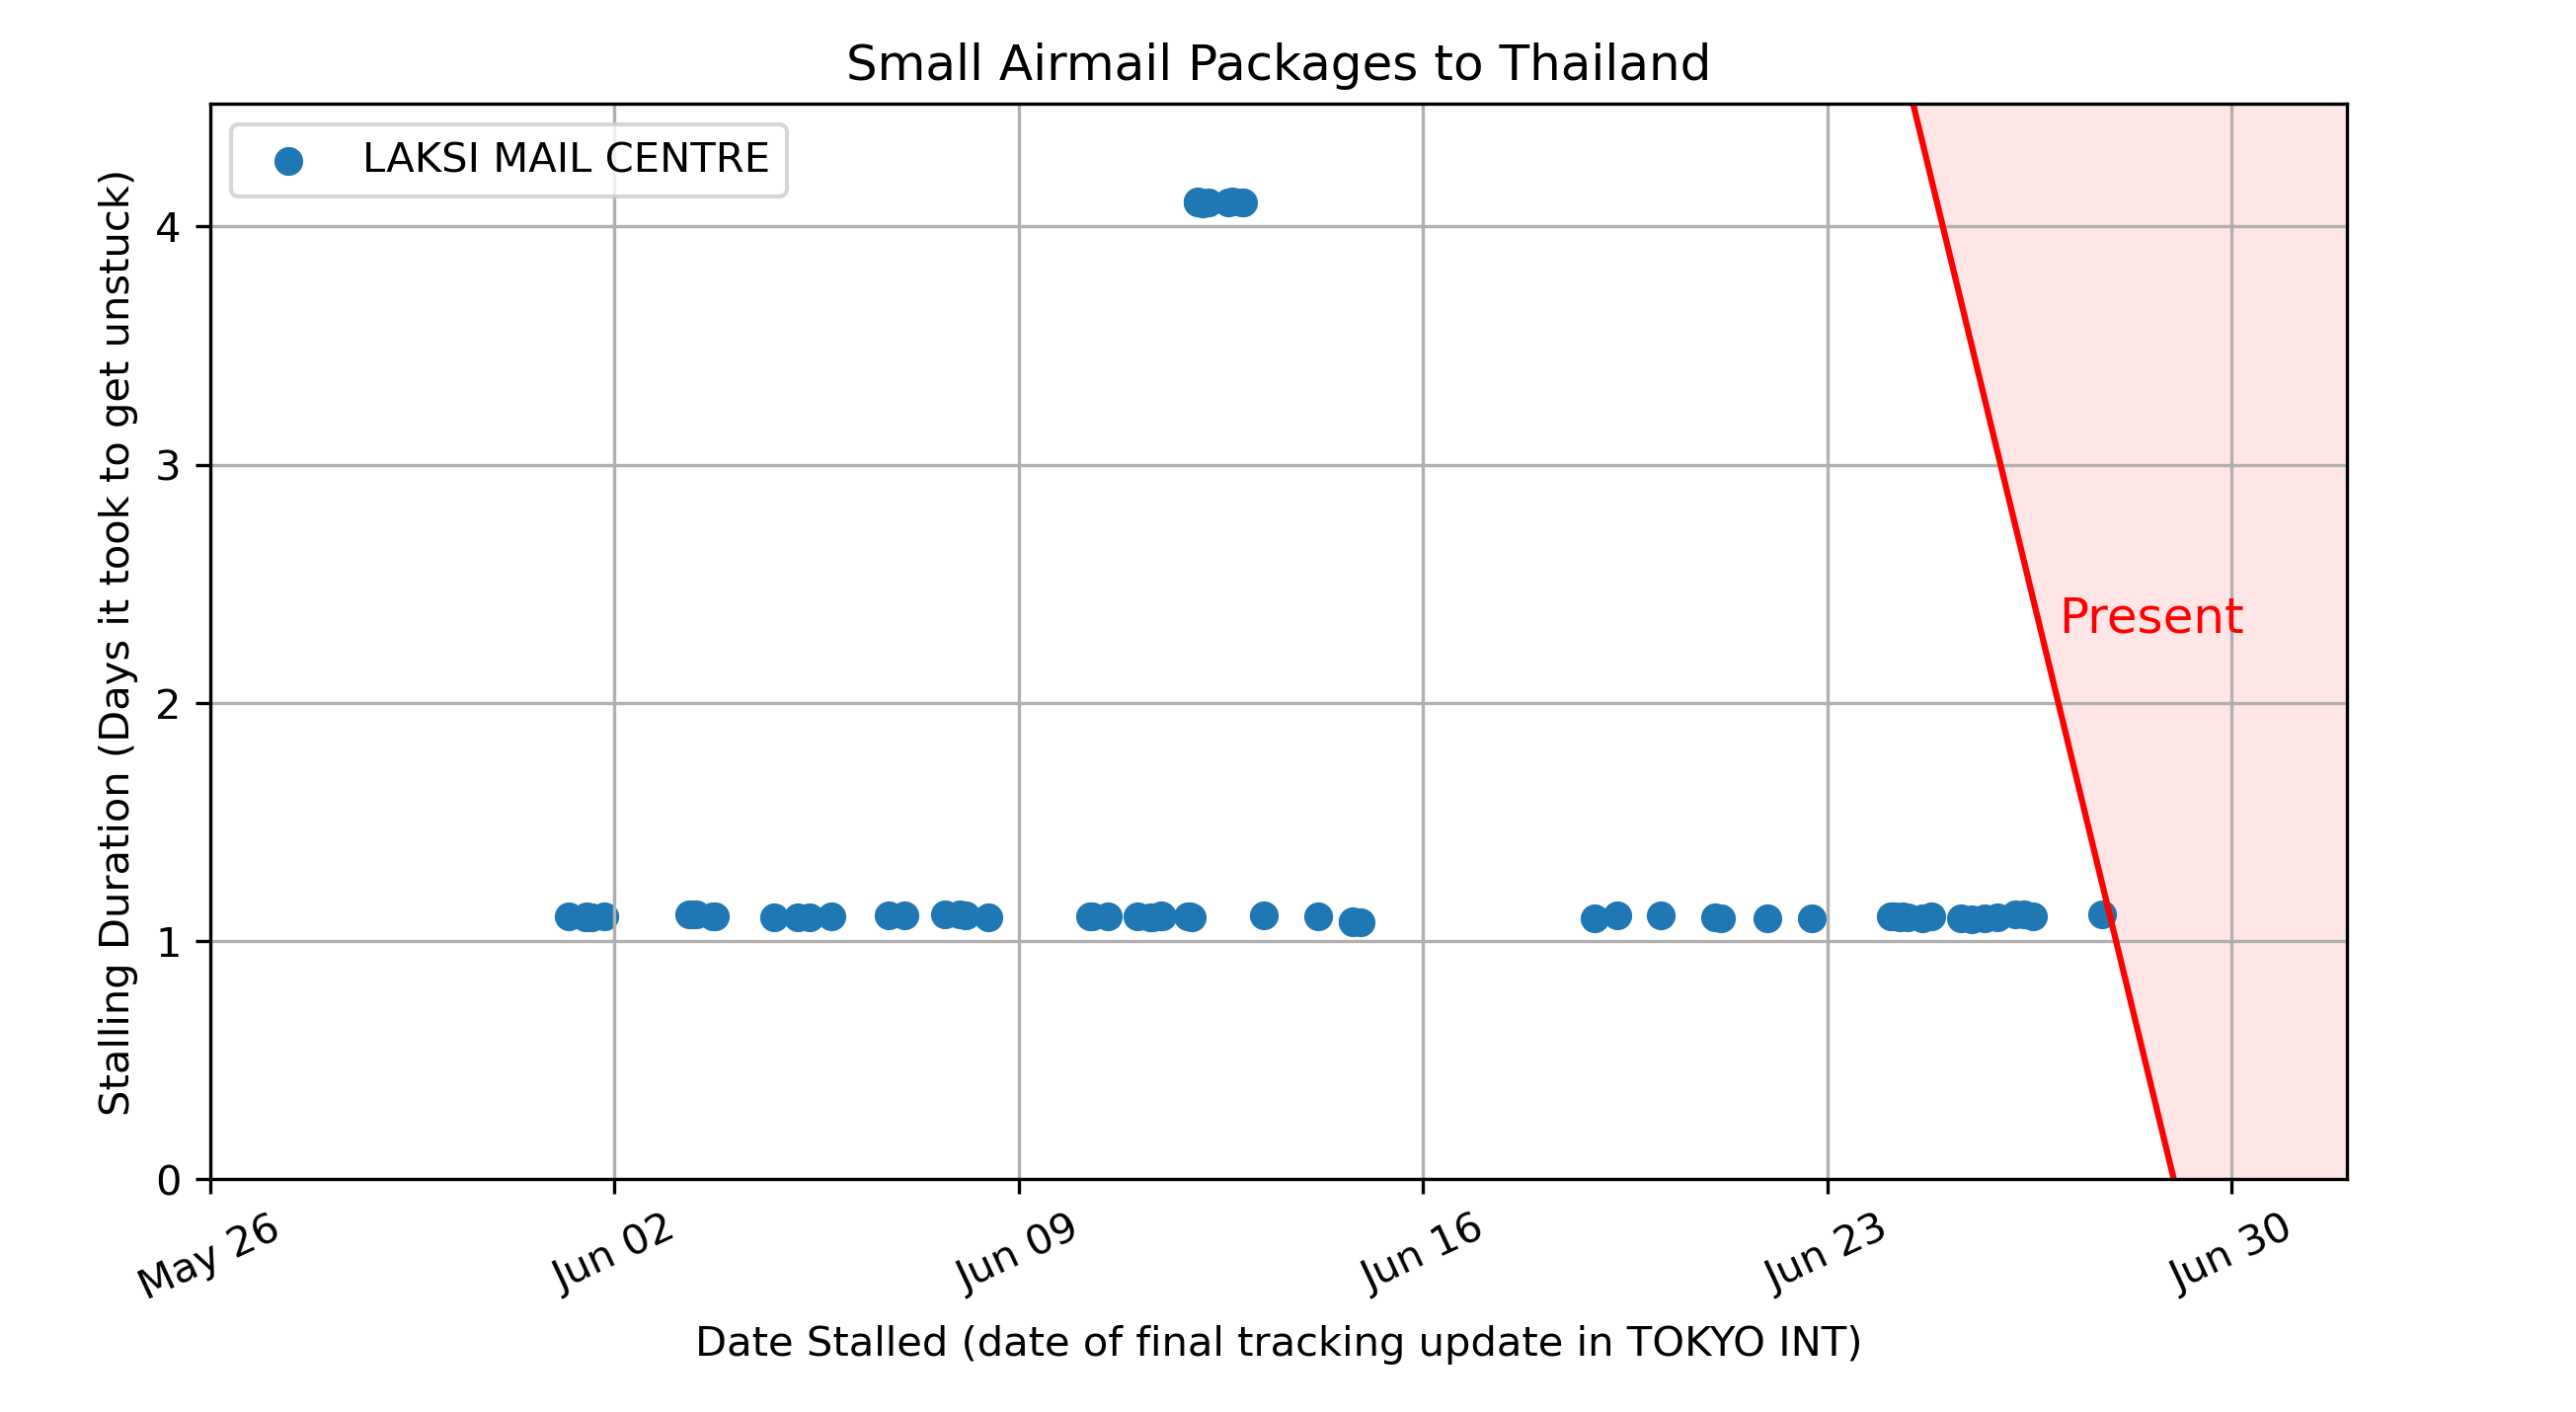 Small Airmail Packages to Thailand
LAKSI MAIL CENTRE
Stalling Duration (Days it took to get unstuck)
4
3
2
1
0
Present
May 26
Jun 02
Jun 09
Jun 16
Jun 23
Jun 30
Date Stalled (date of final tracking update in TOKYO INT)